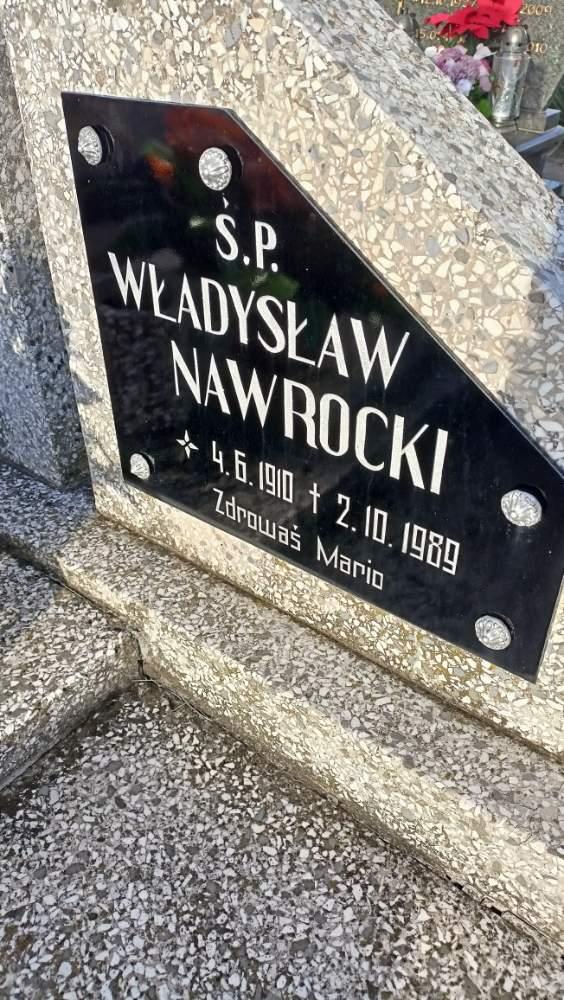 Ś.P.
WŁADYSŁAW
NAWROCKI
4.6.1910 † 2.10.1989
Zdrowaś Mario